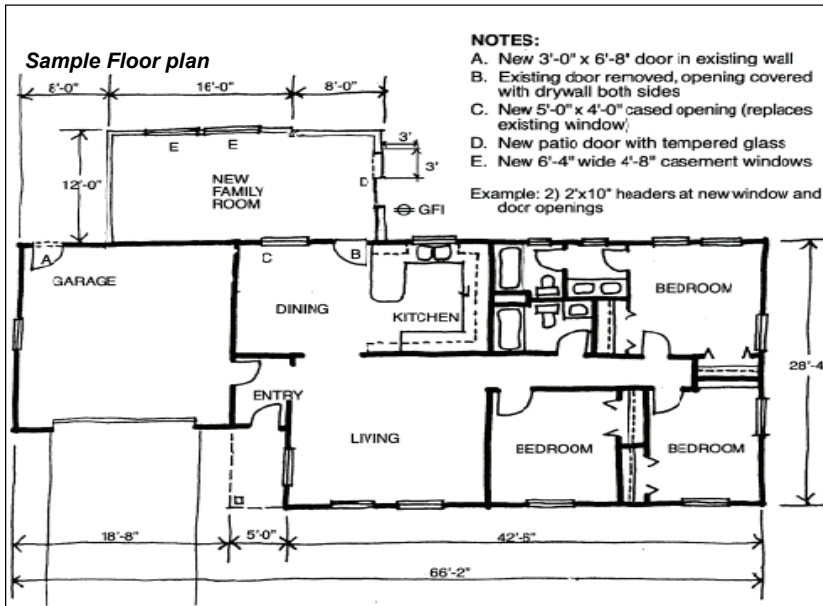 Sample Floor plan
8'-0" 16'-0" 8'-0"
NOTES:
A. New 3'-0" x 6'-8" door in existing wall
B. Existing door removed, opening covered
with drywall both sides
C. New 5'-0" x 4'-0" cased opening (replaces
existing window)
D. New patio door with tempered glass
E. New 6'-4" wide 4'-8" casement windows
Example: 2) 2"x10" headers at new window and
door openings
E E
3'
3'
12'-0"
NEW
FAMILY
ROOM
D
GFI
A
B
C
GARAGE
DINING
KITCHEN
BEDROOM
28'-4
ENTRY
LIVING
BEDROOM
BEDROOM
18'-8" 5'-0" 42'-6"
66'-2"